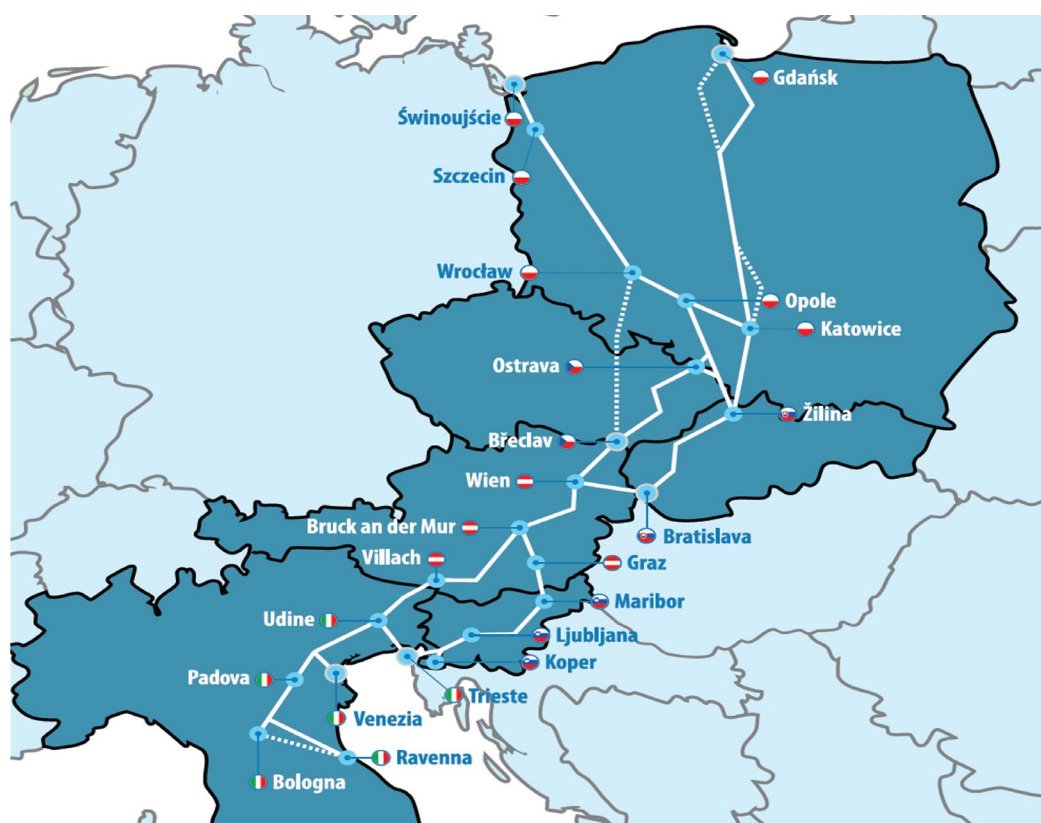 Gdańsk
Świnoujście
Szczecin
Wrocław
Opole
Katowice
Ostrava
Žilina
Břeclav
Wien
Bruck an der Mur
Bratislava
Villach
Graz
Maribor
Udine
Ljubljana
Koper
Padova
Trieste
Venezia
Ravenna
Bologna